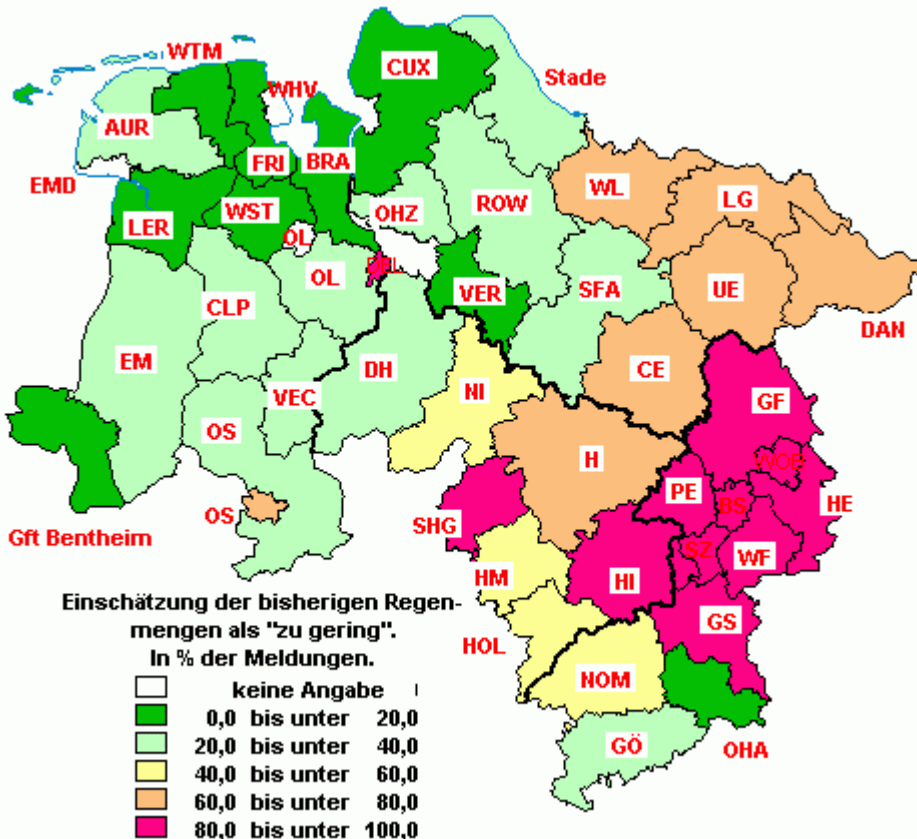 WTM
CUX
WHV
Stade
AUR
EMD
FRI
BRA
WL
LG
LER
WST
OHZ
ROW
OL
OL
DEL
VER
SFA
UE
CLP
DAN
EM
VEC
DH
NI
CE
GF
OS
H
WOB
PE
BS
HE
OS
SHG
SZ
WF
Gft Bentheim
HM
HI
GS
HOL
NOM
GÖ
OHA
Einschätzung der bisherigen Regen-
mengen als "zu gering".
In % der Meldungen.
keine Angabe
0,0 bis unter 20,0
20,0 bis unter 40,0
40,0 bis unter 60,0
60,0 bis unter 80,0
80,0 bis unter 100,0